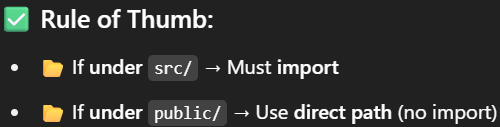 ✅ Rule of Thumb:
• 📂 If under src/ → Must import
• 📂 If under public/ → Use direct path (no import)